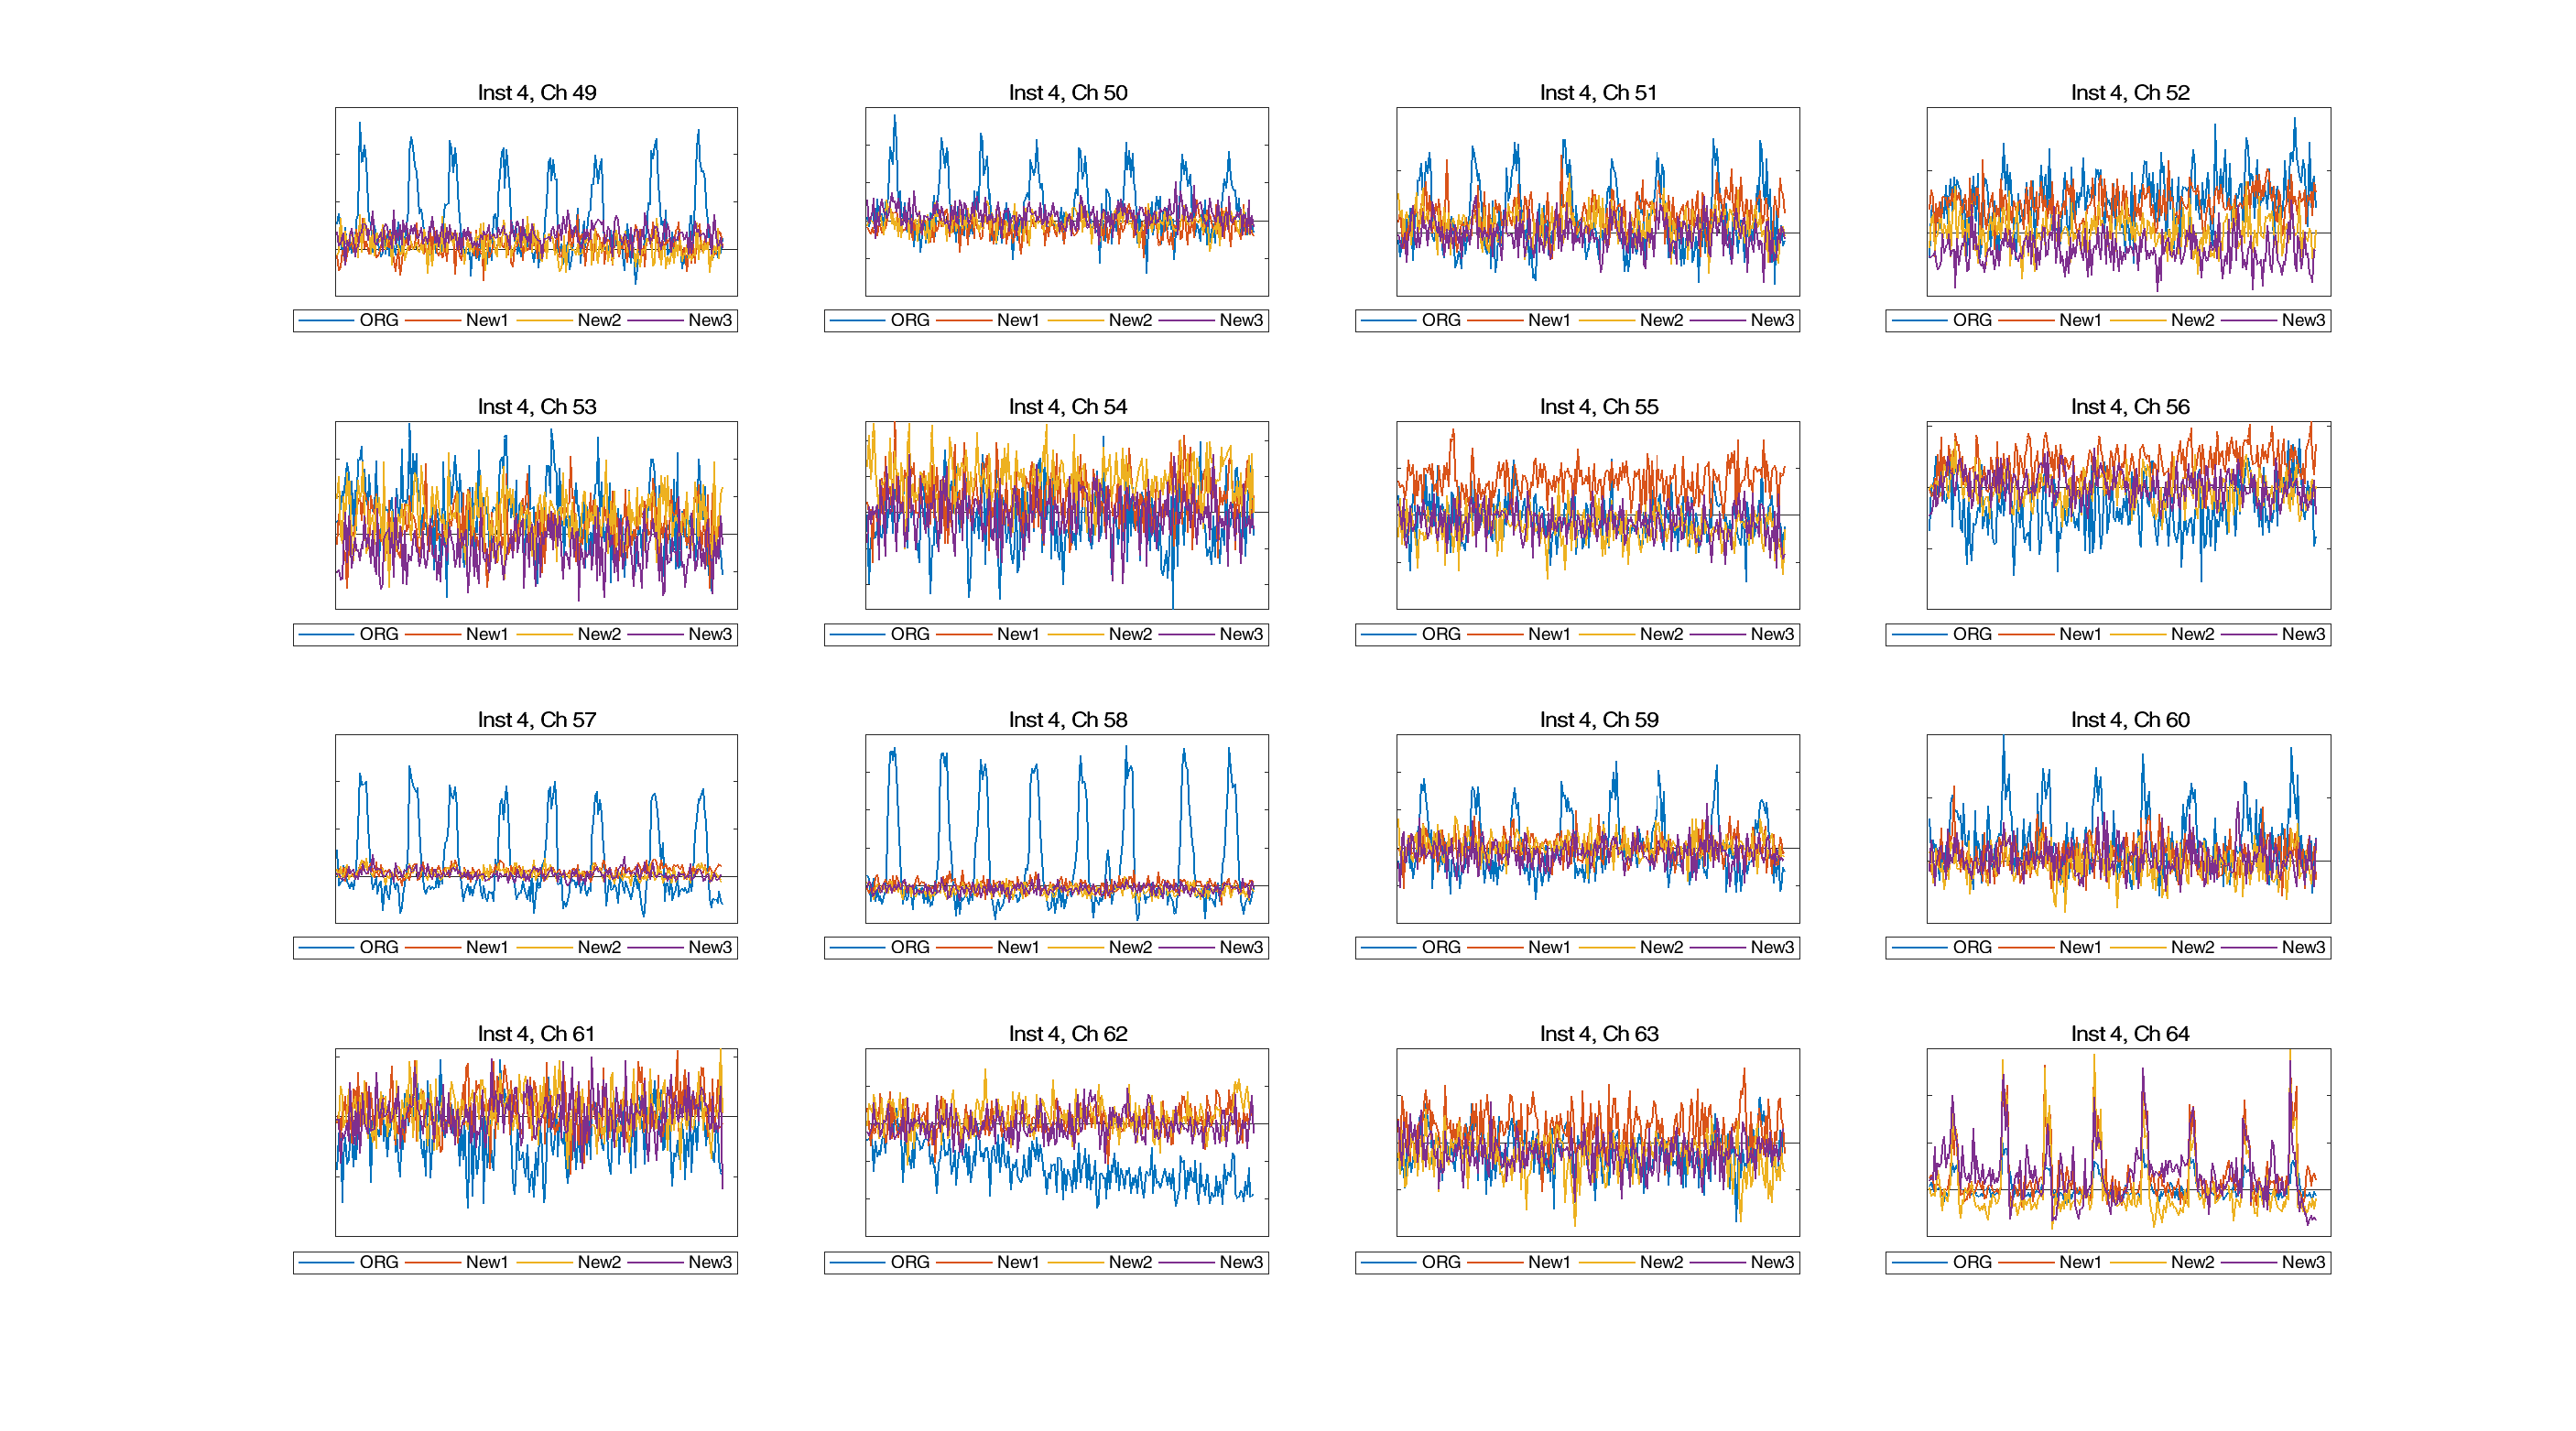 Inst 4, Ch 49
ORG New1 New2 New3
Inst 4, Ch 50
ORG New1 New2 New3
Inst 4, Ch 51
ORG New1 New2 New3
Inst 4, Ch 52
ORG New1 New2 New3
Inst 4, Ch 53
ORG New1 New2 New3
Inst 4, Ch 54
ORG New1 New2 New3
Inst 4, Ch 55
ORG New1 New2 New3
Inst 4, Ch 56
ORG New1 New2 New3
Inst 4, Ch 57
ORG New1 New2 New3
Inst 4, Ch 58
ORG New1 New2 New3
Inst 4, Ch 59
ORG New1 New2 New3
Inst 4, Ch 60
ORG New1 New2 New3
Inst 4, Ch 61
ORG New1 New2 New3
Inst 4, Ch 62
ORG New1 New2 New3
Inst 4, Ch 63
ORG New1 New2 New3
Inst 4, Ch 64
ORG New1 New2 New3